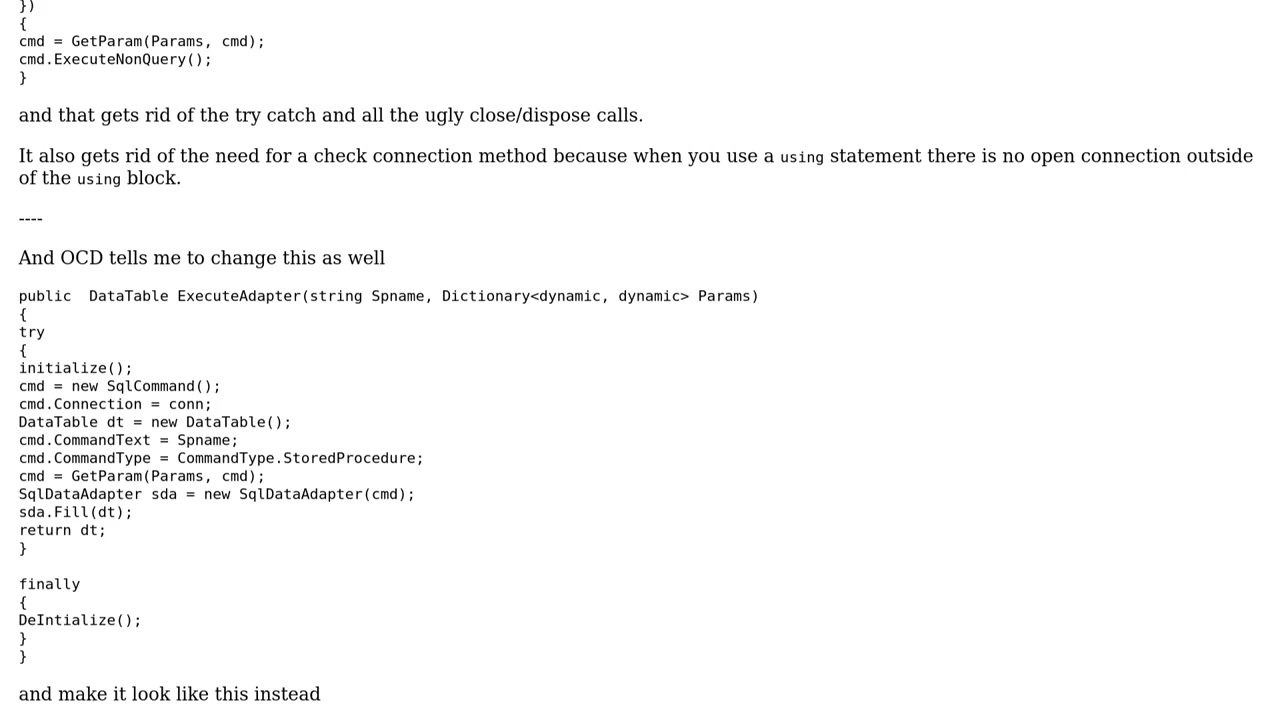 })
{
cmd = GetParam(Params, cmd);
cmd.ExecuteNonQuery();
}
and that gets rid of the try catch and all the ugly close/dispose calls.
It also gets rid of the need for a check connection method because when you use a using statement there is no open connection outside
of the using block.
----
And OCD tells me to change this as well
public  DataTable ExecuteAdapter(string Spname, Dictionary<dynamic, dynamic> Params)
{
try
{
initialize();
cmd = new SqlCommand();
cmd.Connection = conn;
DataTable dt = new DataTable();
cmd.CommandText = Spname;
cmd.CommandType = CommandType.StoredProcedure;
cmd = GetParam(Params, cmd);
SqlDataAdapter sda = new SqlDataAdapter(cmd);
sda.Fill(dt);
return dt;
}
finally
{
DeIntialize();
}
}
and make it look like this instead